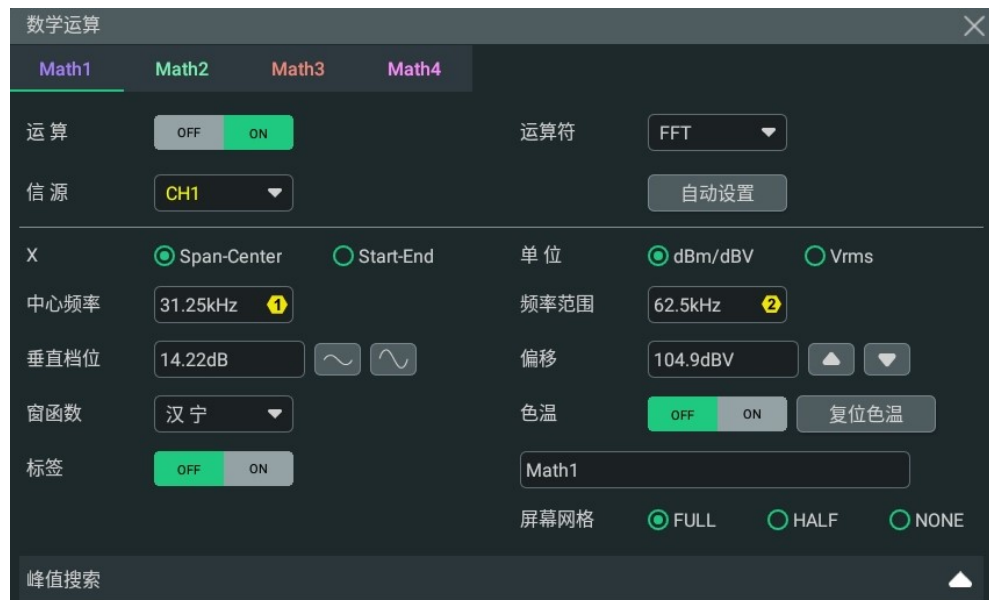 数学运算
Math1 Math2 Math3 Math4
运算 OFF ON 运算符 FFT
信源 CH1 自动设置
X Span-Center Start-End 单位 dBm/dBV Vrms
中心频率 31.25kHz 1 频率范围 62.5kHz 2
垂直档位 14.22dB 偏移 104.9dBV
窗函数 汉宁 色温 OFF ON 复位色温
标签 OFF ON Math1
屏幕网格 FULL HALF NONE
峰值搜索